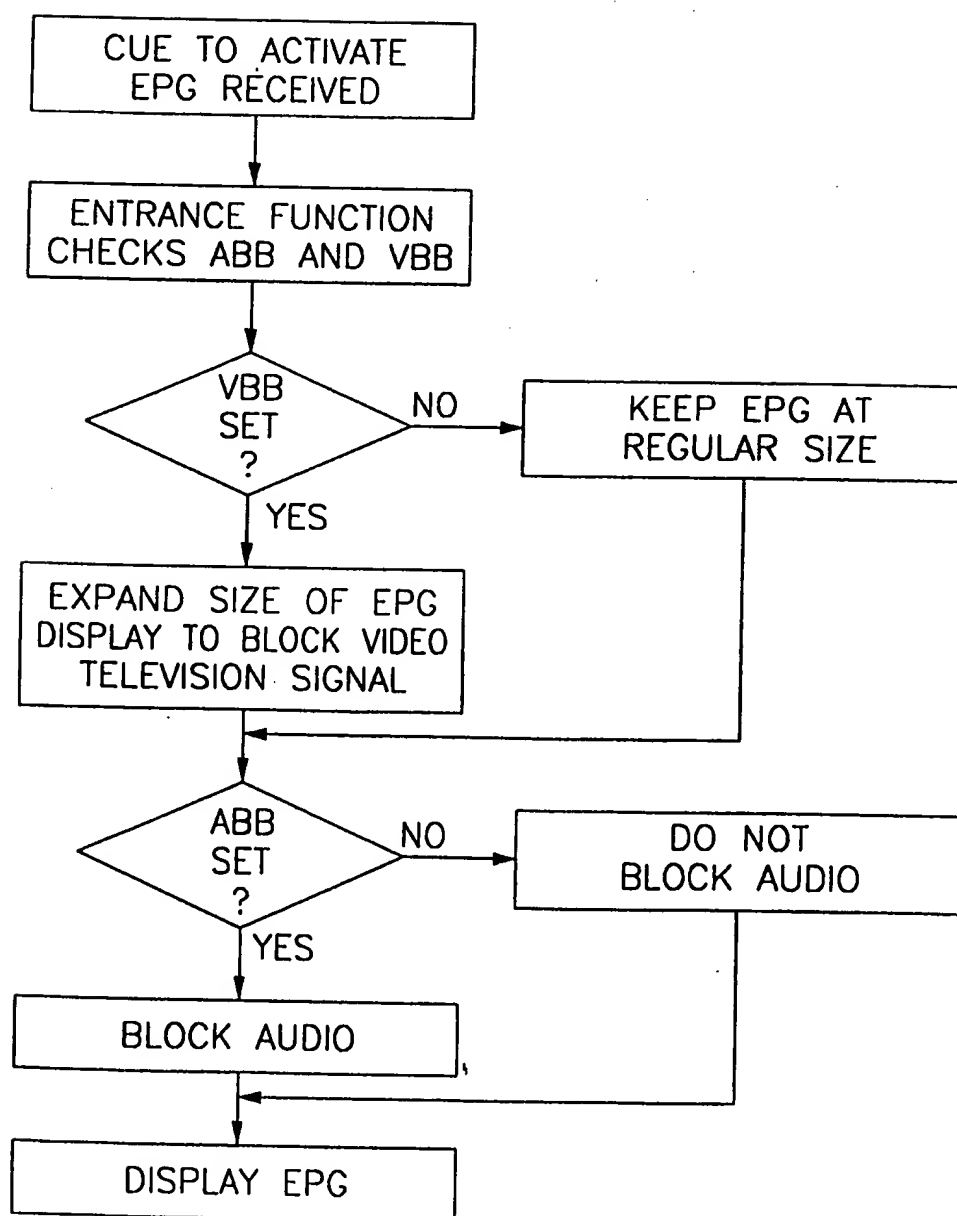 CUE TO ACTIVATE
EPG RECEIVED
ENTRANCE FUNCTION
CHECKS ABB AND VBB
VBB
SET
?
NO
KEEP EPG AT
REGULAR SIZE
YES
EXPAND SIZE OF EPG
DISPLAY TO BLOCK VIDEO
TELEVISION SIGNAL
ABB
SET
?
NO
DO NOT
BLOCK AUDIO
YES
BLOCK AUDIO
DISPLAY EPG